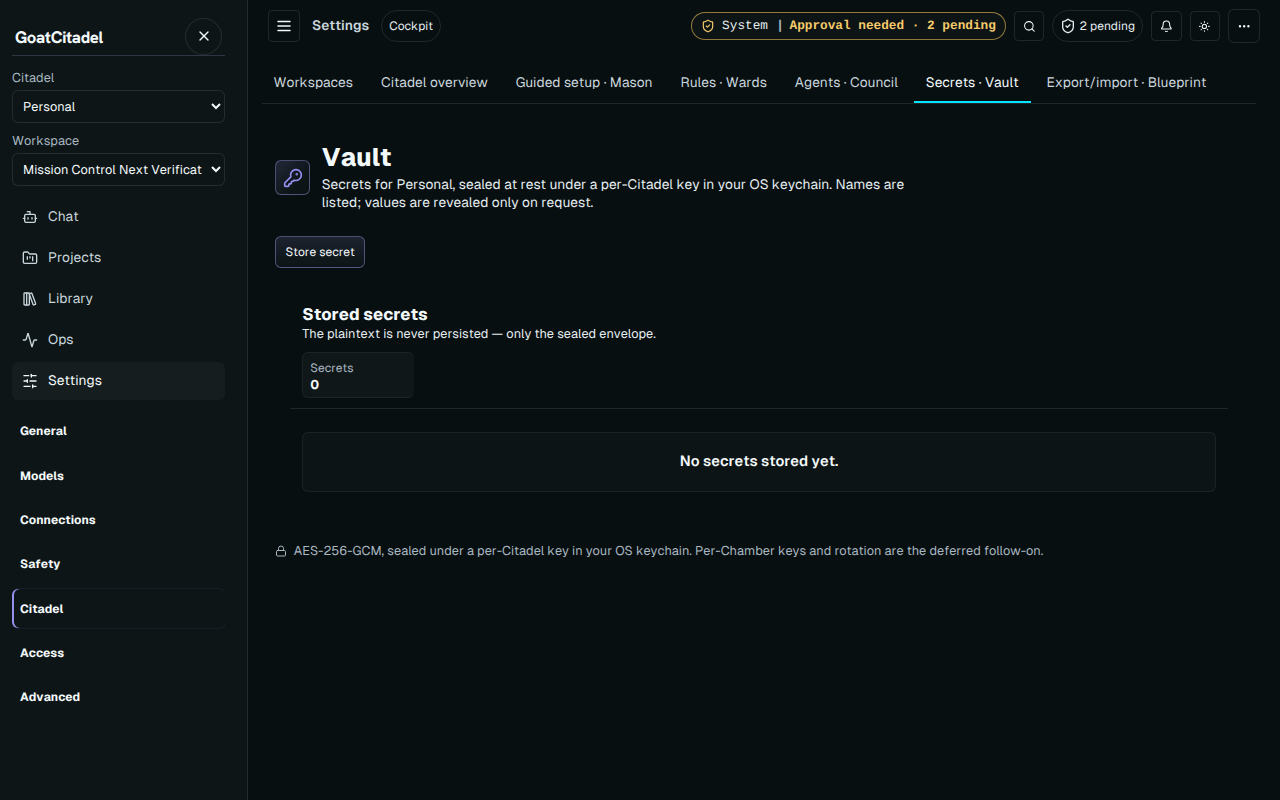 GoatCitadel
Citadel
Personal
Workspace
Mission Control Next Verificat
Chat
Projects
Library
Ops
Settings
General
Models
Connections
Safety
Citadel
Access
Advanced
Settings
Cockpit
System | Approval needed · 2 pending
2 pending
Workspaces
Citadel overview
Guided setup · Mason
Rules · Wards
Agents · Council
Secrets · Vault
Export/import · Blueprint
Vault
Secrets for Personal, sealed at rest under a per-Citadel key in your OS keychain. Names are
listed; values are revealed only on request.
Store secret
Stored secrets
The plaintext is never persisted — only the sealed envelope.
Secrets
0
No secrets stored yet.
AES-256-GCM, sealed under a per-Citadel key in your OS keychain. Per-Chamber keys and rotation are the deferred follow-on.